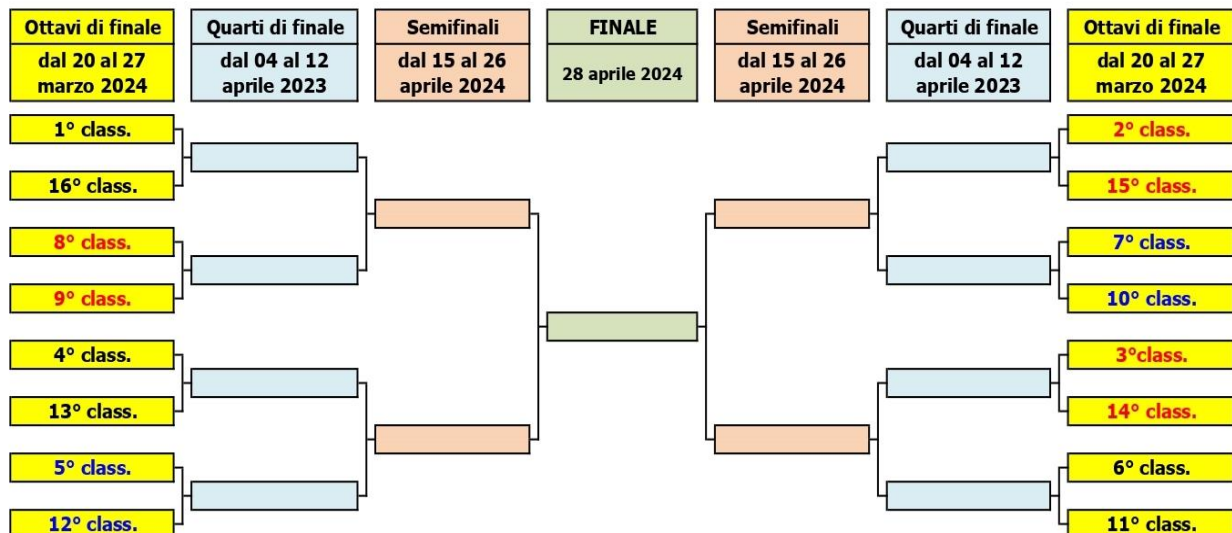 Ottavi di finale
Quarti di finale
Semifinali
FINALE
Semifinali
Quarti di finale
Ottavi di finale
dal 20 al 27
marzo 2024
dal 04 al 12
aprile 2023
dal 15 al 26
aprile 2024
28 aprile 2024
dal 15 al 26
aprile 2024
dal 04 al 12
aprile 2023
dal 20 al 27
marzo 2024
1° class.
16° class.
8° class.
9° class.
4° class.
13° class.
5° class.
12° class.
2° class.
15° class.
7° class.
10° class.
3°class.
14° class.
6° class.
11° class.